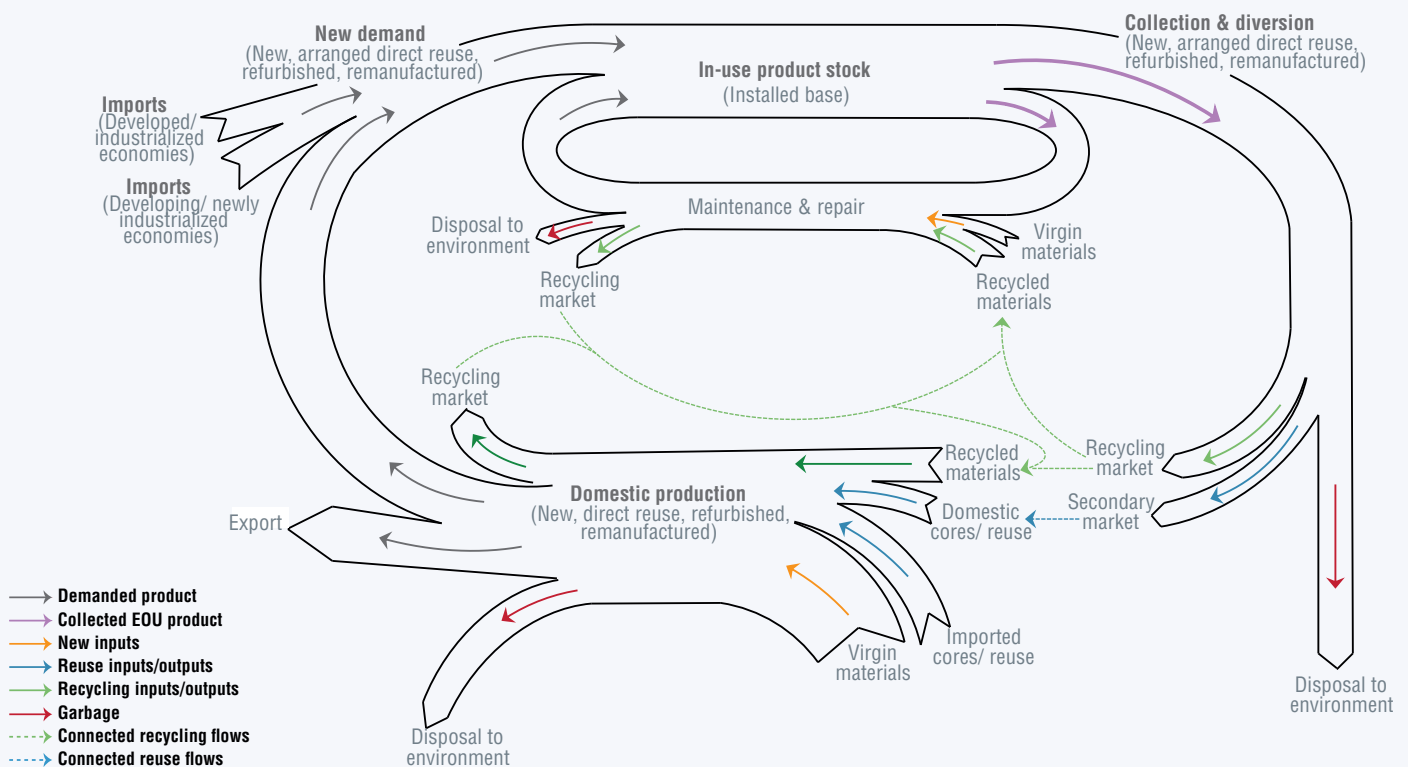 New demand
(New, arranged direct reuse,
refurbished, remanufactured)
Collection & diversion
(New, arranged direct reuse,
refurbished, remanufactured)
In-use product stock
(Installed base)
Imports
(Developed/
industrialized
economies)
Imports
(Developing/ newly
industrialized
economies)
Maintenance & repair
Disposal to
environment
Virgin
materials
Recycling
market
Recycled
materials
Recycling
market
Recycled
materials
Recycling
market
Domestic production
(New, direct reuse, refurbished,
remanufactured)
Domestic
cores/ reuse
Secondary
market
Export
Imported
cores/ reuse
Virgin
materials
Disposal to
environment
Disposal to
environment
Demanded product
Collected EOU product
New inputs
Reuse inputs/outputs
Recycling inputs/outputs
Garbage
Connected recycling flows
Connected reuse flows